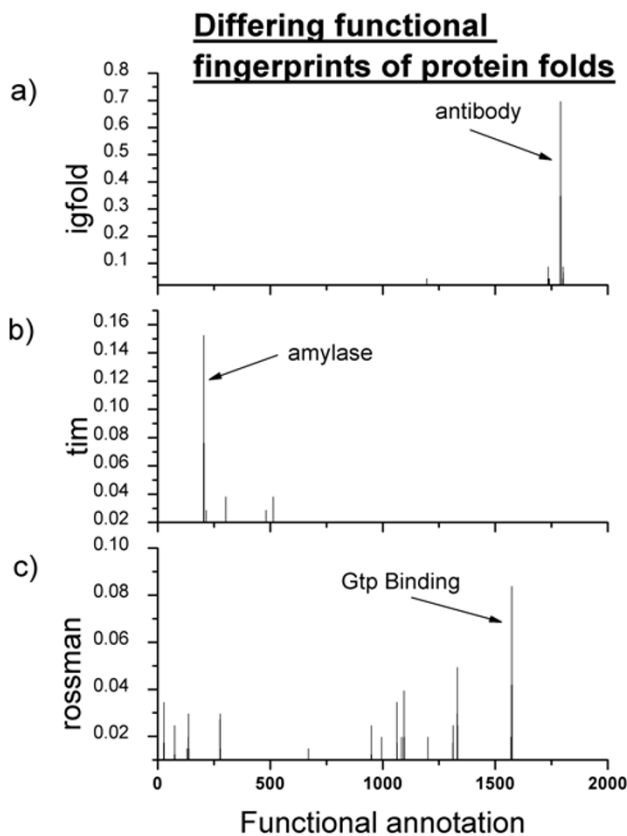 Differing functional
fingerprints of protein folds
a)
igfold
0.8
0.7
0.6
0.5
0.4
0.3
0.2
0.1
antibody
b)
tim
0.16
0.14
0.12
0.10
0.08
0.06
0.04
0.02
amylase
c)
rossman
0.10
0.08
0.06
0.04
0.02
Gtp Binding
0 500 1000 1500 2000
Functional annotation